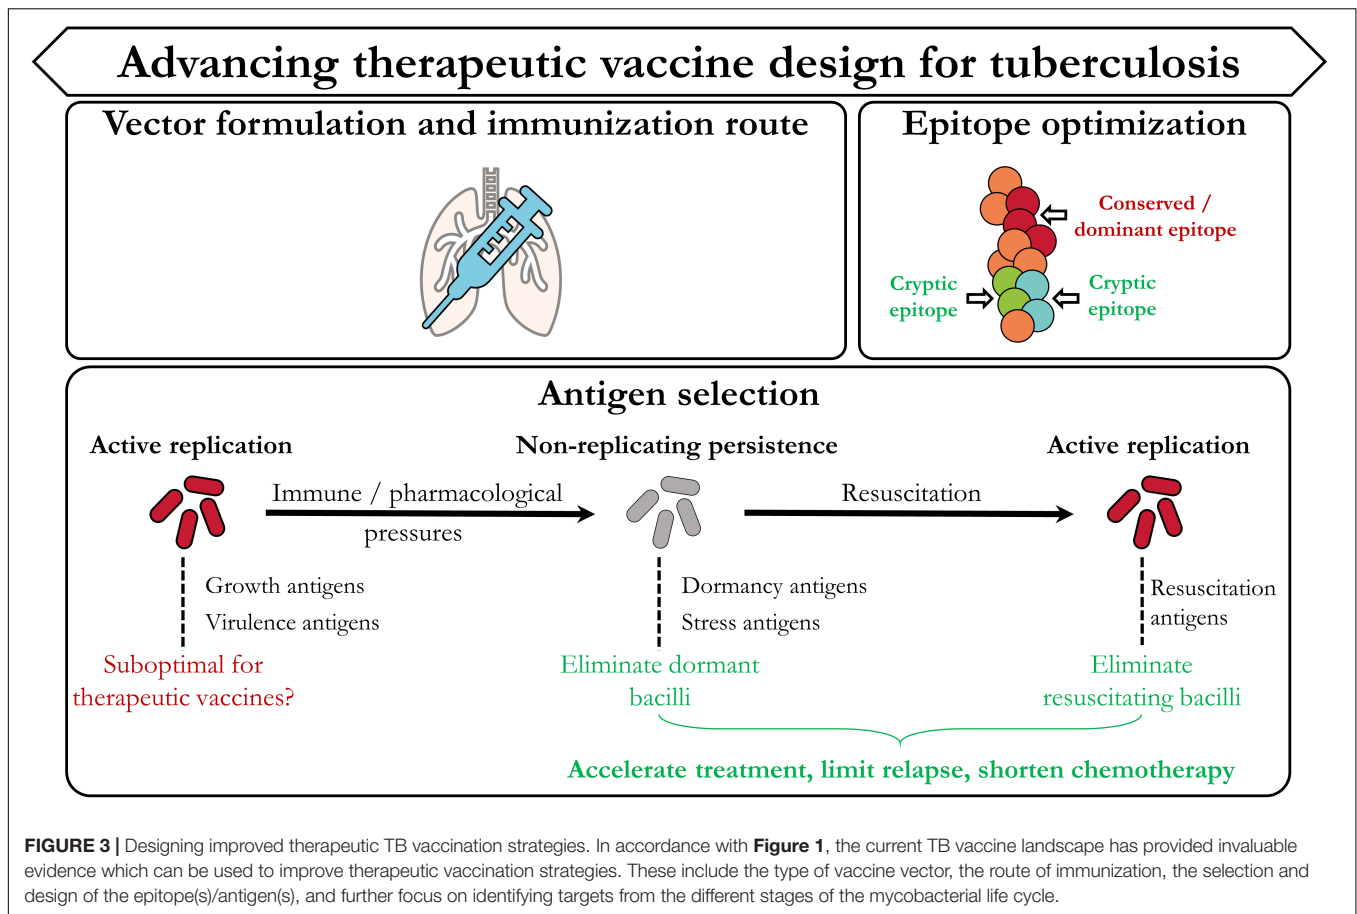 Advancing therapeutic vaccine design for tuberculosis
Vector formulation and immunization route
Epitope optimization
Conserved /
dominant epitope
Cryptic
epitope
Cryptic
epitope
Antigen selection
Active replication
Non-replicating persistence
Active replication
Immune / pharmacological
pressures
Resuscitation
Growth antigens
Virulence antigens
Dormancy antigens
Stress antigens
Resuscitation
antigens
Suboptimal for
therapeutic vaccines?
Eliminate dormant
bacilli
Eliminate
resuscitating bacilli
Accelerate treatment, limit relapse, shorten chemotherapy
FIGURE 3 | Designing improved therapeutic TB vaccination strategies. In accordance with Figure 1, the current TB vaccine landscape has provided invaluable
evidence which can be used to improve therapeutic vaccination strategies. These include the type of vaccine vector, the route of immunization, the selection and
design of the epitope(s)/antigen(s), and further focus on identifying targets from the different stages of the mycobacterial life cycle.